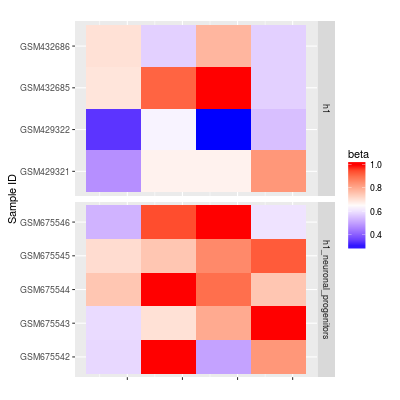 GSM432686
GSM432685
GSM429322
GSM429321
h1
GSM675546
GSM675545
GSM675544
GSM675543
GSM675542
h1_neuronal_progenitors
Sample ID
beta
1.0
0.8
0.6
0.4